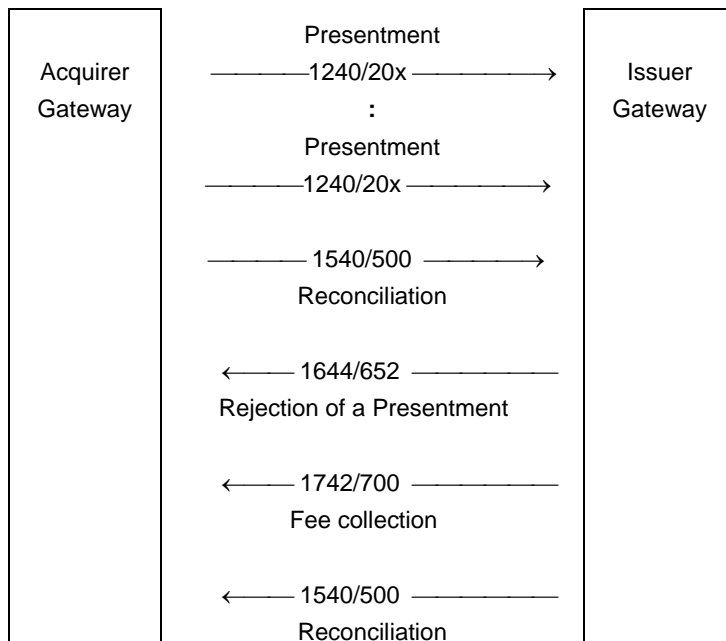 Presentment
Acquirer Gateway
1240/20x
Issuer Gateway
:
Presentment
1240/20x
1540/500
Reconciliation
1644/652
Rejection of a Presentment
1742/700
Fee collection
1540/500
Reconciliation